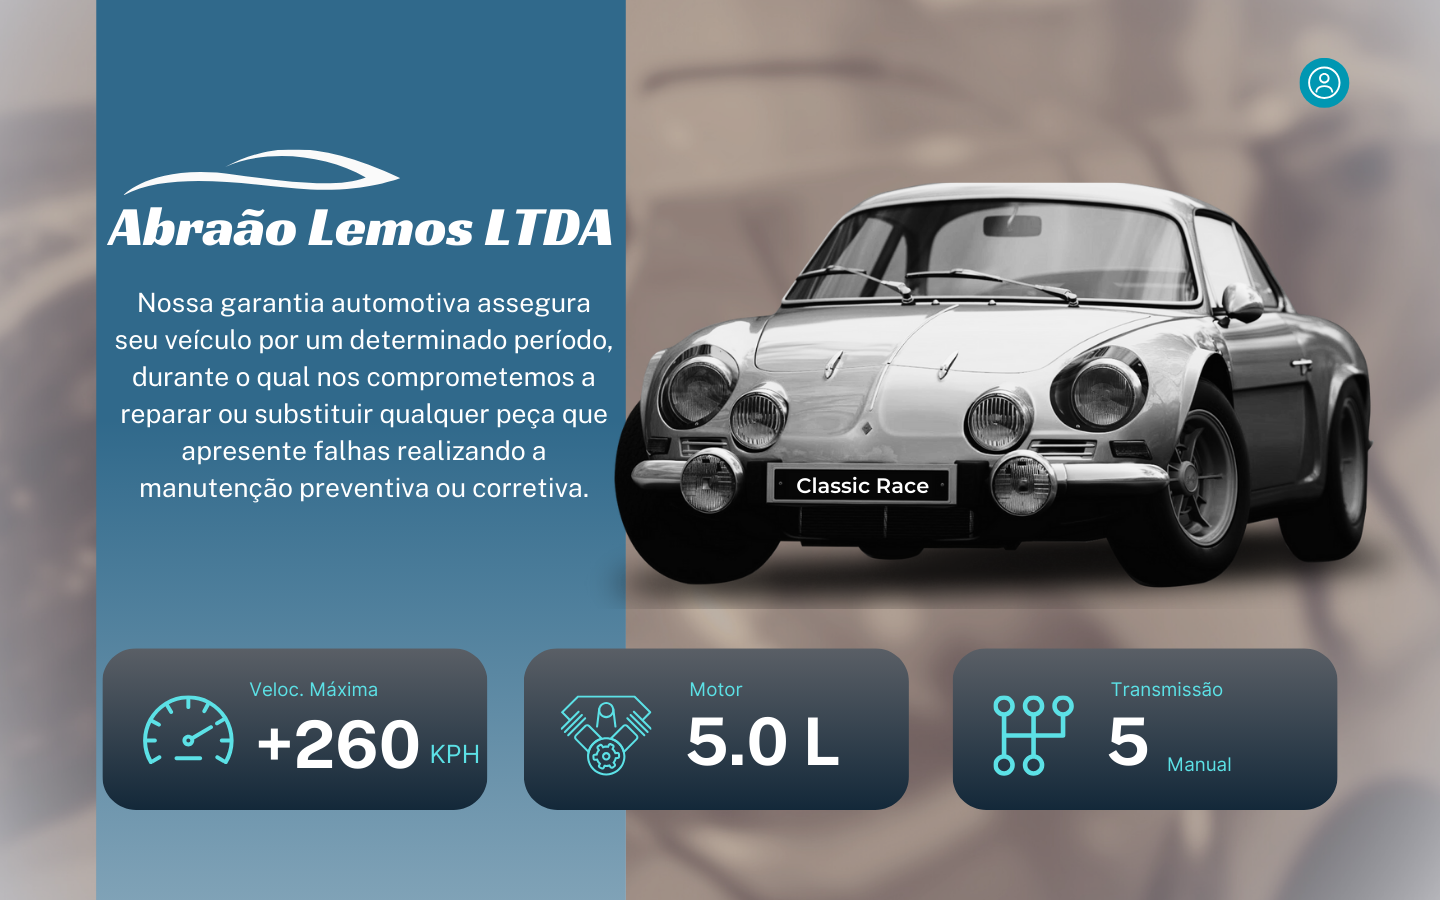 Abraão Lemos LTDA
Nossa garantia automotiva assegura
seu veículo por um determinado período,
durante o qual nos comprometemos a
reparar ou substituir qualquer peça que
apresente falhas realizando a
manutenção preventiva ou corretiva.
Classic Race
Veloc. Máxima
+260 KPH
Motor
5.0 L
Transmissão
5 Manual